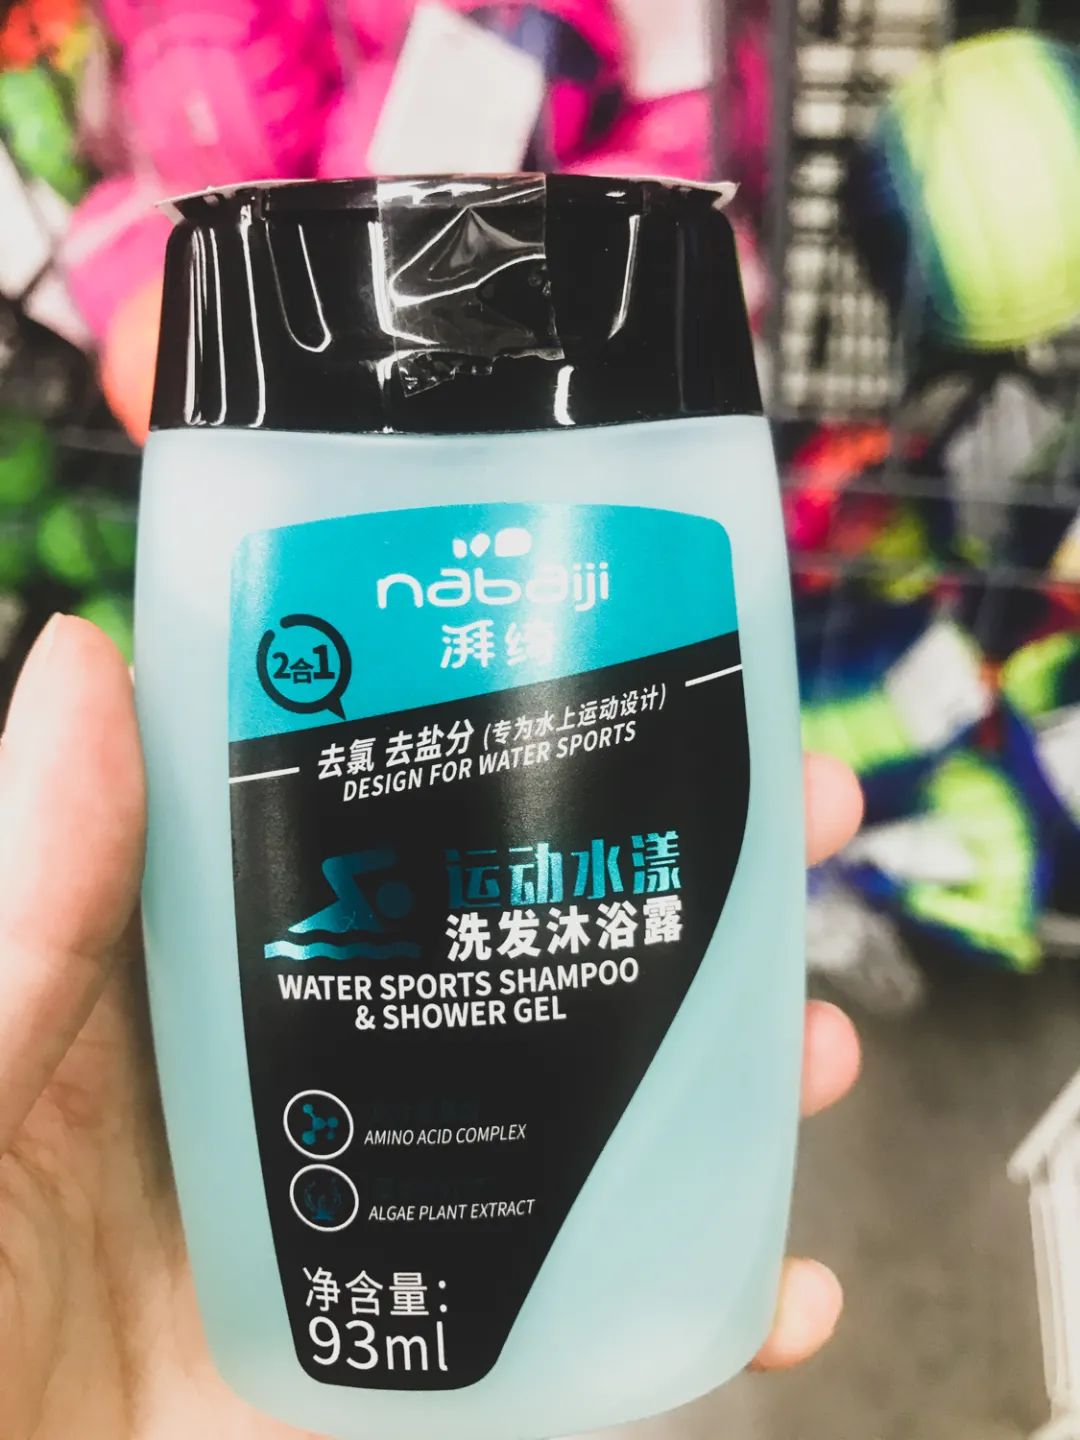 nabaiji
湃
2合1
去氯 去盐分 (专为水上运动设计)
DESIGN FOR WATER SPORTS
运动水漾
洗发沐浴露
WATER SPORTS SHAMPOO
& SHOWER GEL
AMINO ACID COMPLEX
ALGAE PLANT EXTRACT
净含量:
93ml